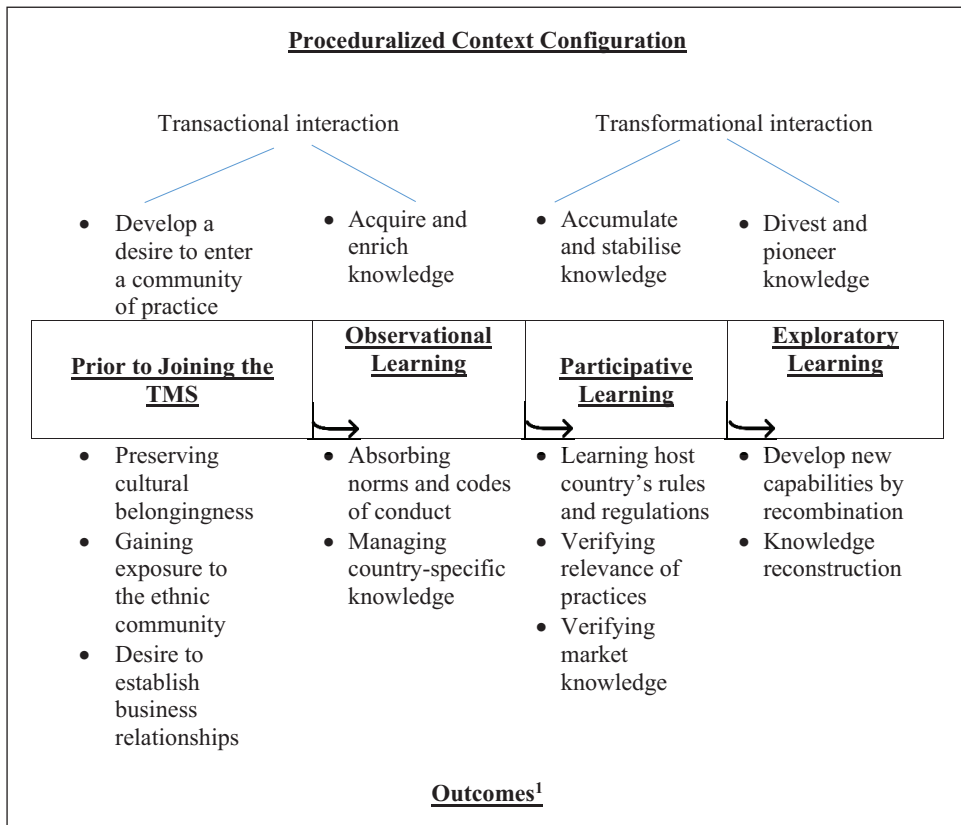 Proceduralized Context Configuration
Transactional interaction
Transformational interaction
• Develop a
desire to enter
a community
of practice
• Acquire and
enrich
knowledge
• Accumulate
and stabilise
knowledge
• Divest and
pioneer
knowledge
Prior to Joining the
TMS
Observational
Learning
Participative
Learning
Exploratory
Learning
• Preserving
cultural
belongingness
• Gaining
exposure to
the ethnic
community
• Desire to
establish
business
relationships
• Absorbing
norms and codes
of conduct
• Managing
country-specific
knowledge
• Learning host
country’s rules
and regulations
• Verifying
relevance of
practices
• Verifying
market
knowledge
• Develop new
capabilities by
recombination
• Knowledge
reconstruction
Outcomes¹